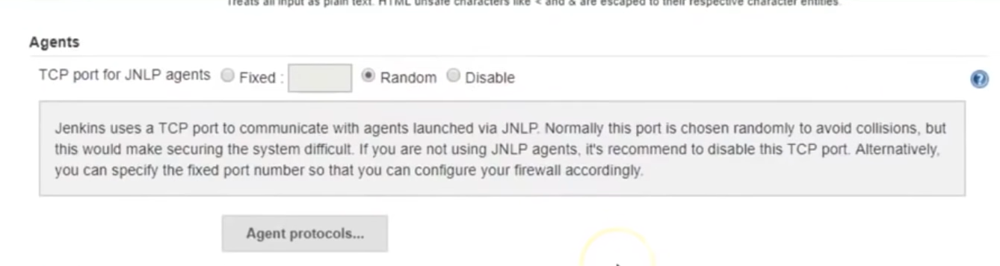 Treats all input as plain text. HTML unsafe characters like < and & are escaped to their respective character entities.
Agents
TCP port for JNLP agents Fixed : Random Disable
Jenkins uses a TCP port to communicate with agents launched via JNLP. Normally this port is chosen randomly to avoid collisions, but
this would make securing the system difficult. If you are not using JNLP agents, it's recommend to disable this TCP port. Alternatively,
you can specify the fixed port number so that you can configure your firewall accordingly.
Agent protocols...